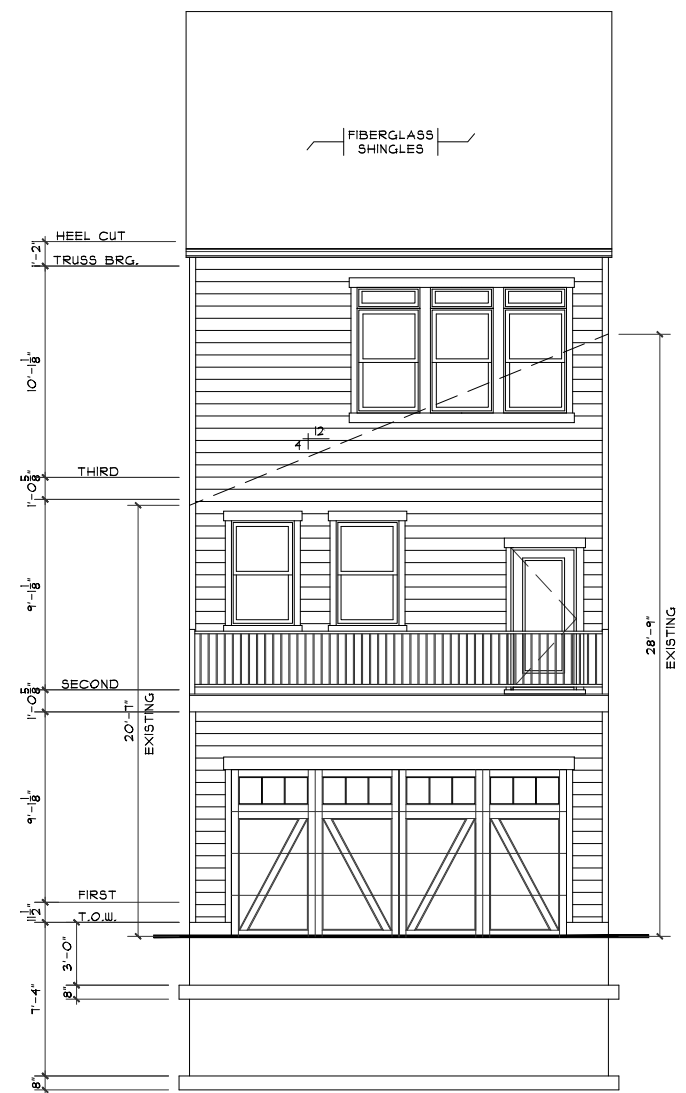 FIBERGLASS
SHINGLES
HEEL CUT
1'-2"
TRUSS BRG.
10'-1 1/8"
12
4
THIRD
1'-0 5/8"
9'-1 1/8"
28'-9"
EXISTING
SECOND
1'-0 5/8"
20'-7"
EXISTING
9'-1 1/8"
FIRST
11 1/2"
T.O.W.
3'-0"
8"
7'-4"
8"